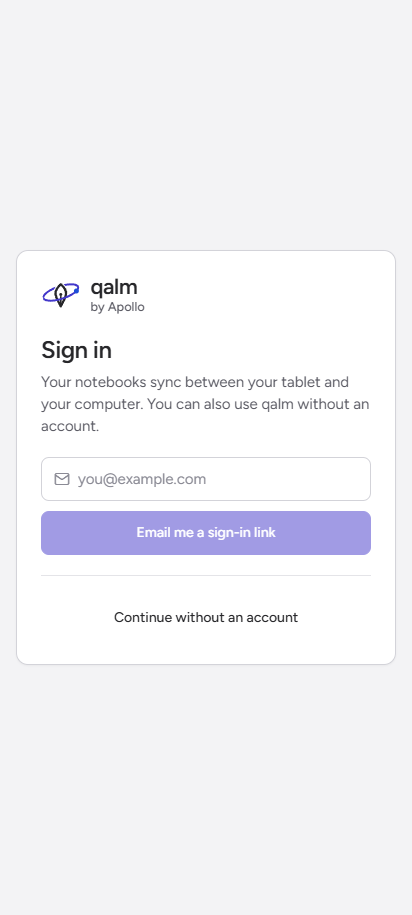 qalm
by Apollo
Sign in
Your notebooks sync between your tablet and
your computer. You can also use qalm without an
account.
you@example.com
Email me a sign-in link
Continue without an account